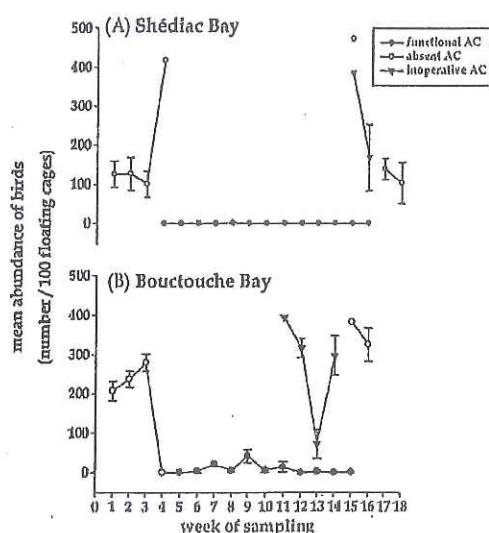 (A) Shédiac Bay
functional AC
absent AC
inoperative AC
500
400
300
200
100
0
mean abundance of birds
(number/100 floating cages)
(B) Bouctouche Bay
500
400
300
200
100
0
0 1 2 3 4 5 6 7 8 9 10 11 12 13 14 15 16 17 18
week of sampling